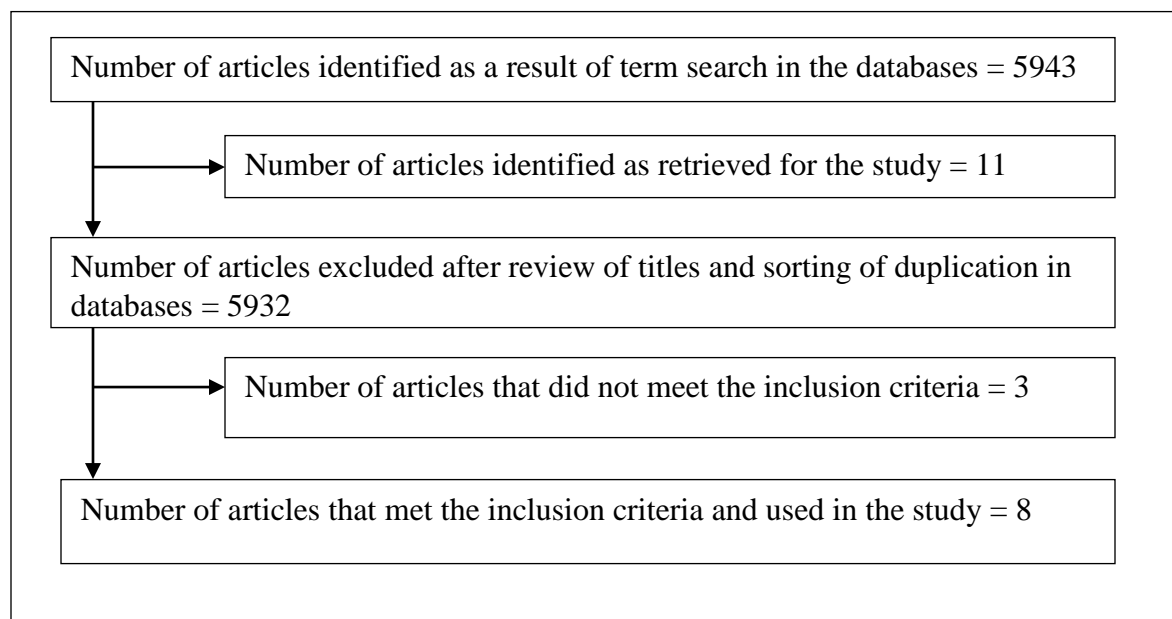 Number of articles identified as a result of term search in the databases = 5943
Number of articles identified as retrieved for the study = 11
Number of articles excluded after review of titles and sorting of duplication in
databases = 5932
Number of articles that did not meet the inclusion criteria = 3
Number of articles that met the inclusion criteria and used in the study = 8